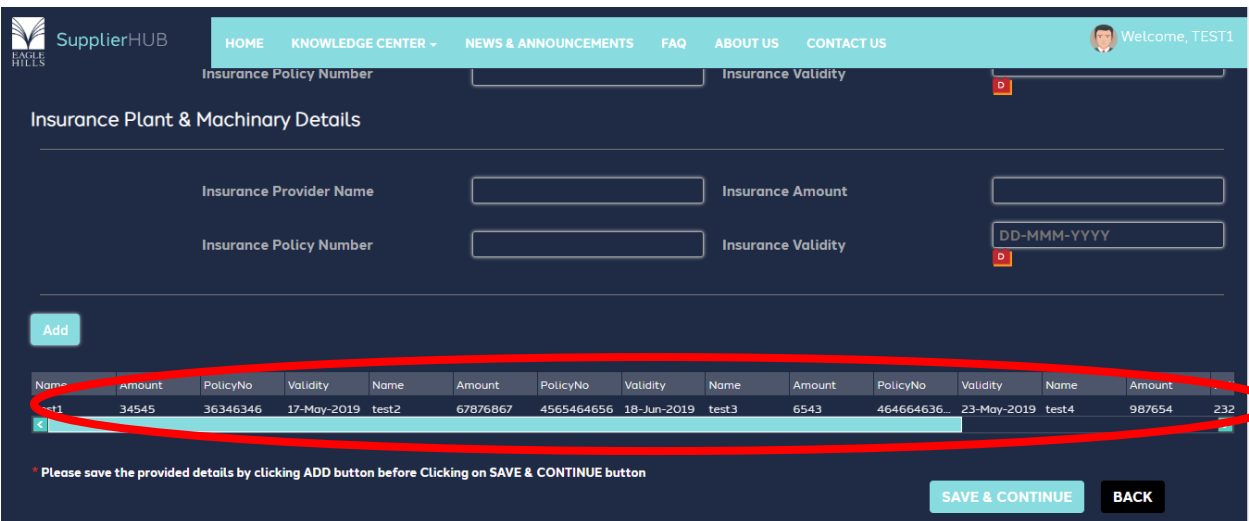 EAGLE HILLS SupplierHUB HOME KNOWLEDGE CENTER NEWS & ANNOUNCEMENTS FAQ ABOUT US CONTACT US Welcome, TEST1
Insurance Policy Number Insurance Validity
D
Insurance Plant & Machinary Details
Insurance Provider Name Insurance Amount
Insurance Policy Number Insurance Validity DD-MMM-YYYY
D
Add
Name Amount PolicyNo Validity Name Amount PolicyNo Validity Name Amount PolicyNo Validity Name Amount
34545 36346346 17-May-2019 test2 67876867 4565464656 18-Jun-2019 test3 6543 464664636... 23-May-2019 test4 987654 232
* Please save the provided details by clicking ADD button before Clicking on SAVE & CONTINUE button
SAVE & CONTINUE BACK